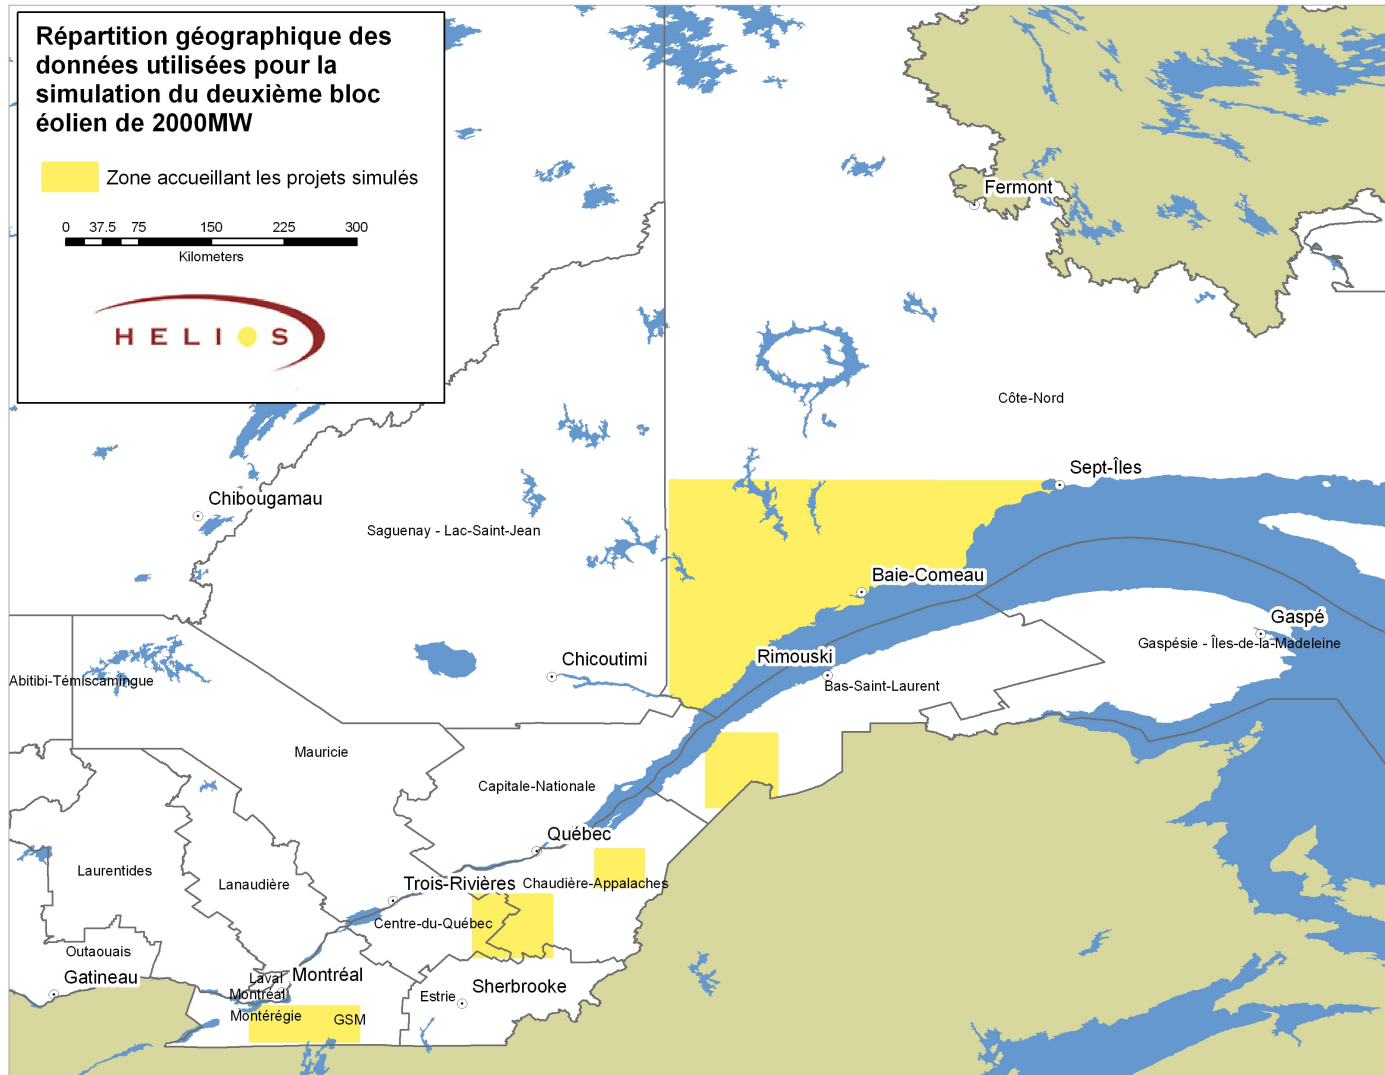 Répartition géographique des
données utilisées pour la
simulation du deuxième bloc
éolien de 2000MW
Zone accueillant les projets simulés
0 37.5 75 150 225 300
Kilometers
HELIOS
Fermont
Côte-Nord
Sept-Îles
Chibougamau
Saguenay - Lac-Saint-Jean
Baie-Comeau
Gaspé
Gaspésie - Îles-de-la-Madeleine
Chicoutimi
Rimouski
Bas-Saint-Laurent
Abitibi-Témiscamingue
Mauricie
Capitale-Nationale
Québec
Laurentides
Lanaudière
Trois-Rivières
Chaudière-Appalaches
Centre-du-Québec
Outaouais
Gatineau
Laval
Montréal
Montréal
Sherbrooke
Estrie
Montérégie
GSM